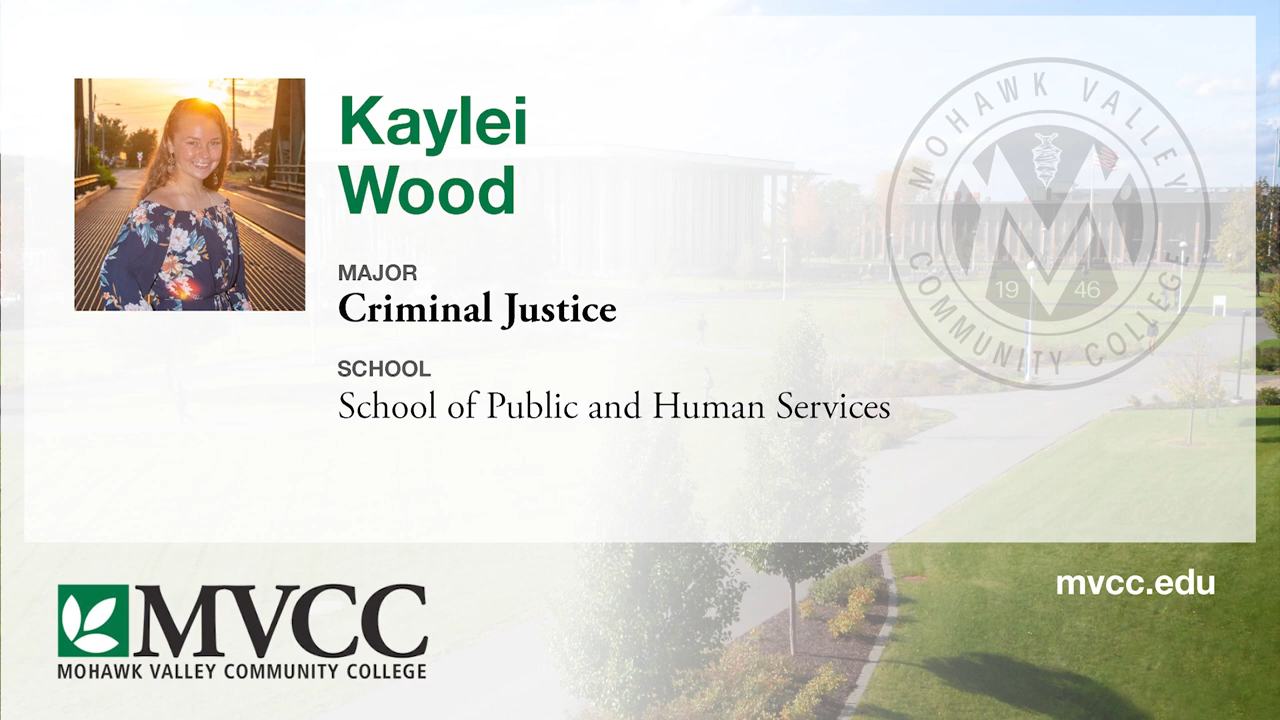 Kaylei
Wood
MAJOR
Criminal Justice
SCHOOL
School of Public and Human Services
MOHAWK VALLEY
M
19 46
COMMUNITY COLLEGE
mvcc.edu
MVCC
MOHAWK VALLEY COMMUNITY COLLEGE